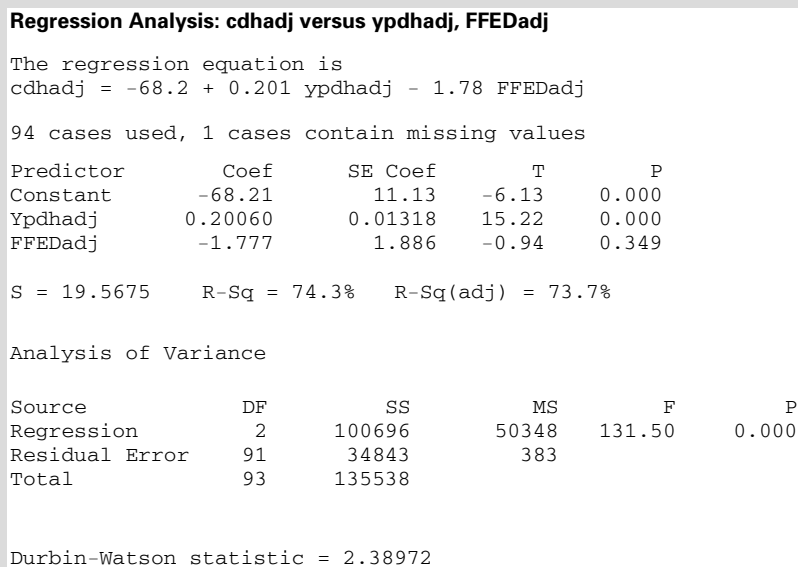 Regression Analysis: cdhadj versus ypdhadj, FFEDadj
The regression equation is
cdhadj = -68.2 + 0.201 ypdhadj - 1.78 FFEDadj
94 cases used, 1 cases contain missing values
Predictor Coef SE Coef T P
Constant -68.21 11.13 -6.13 0.000
Ypdhadj 0.20060 0.01318 15.22 0.000
FFEDadj -1.777 1.886 -0.94 0.349
S = 19.5675 R-Sq = 74.3% R-Sq(adj) = 73.7%
Analysis of Variance
Source DF SS MS F P
Regression 2 100696 50348 131.50 0.000
Residual Error 91 34843 383
Total 93 135538
Durbin-Watson statistic = 2.38972